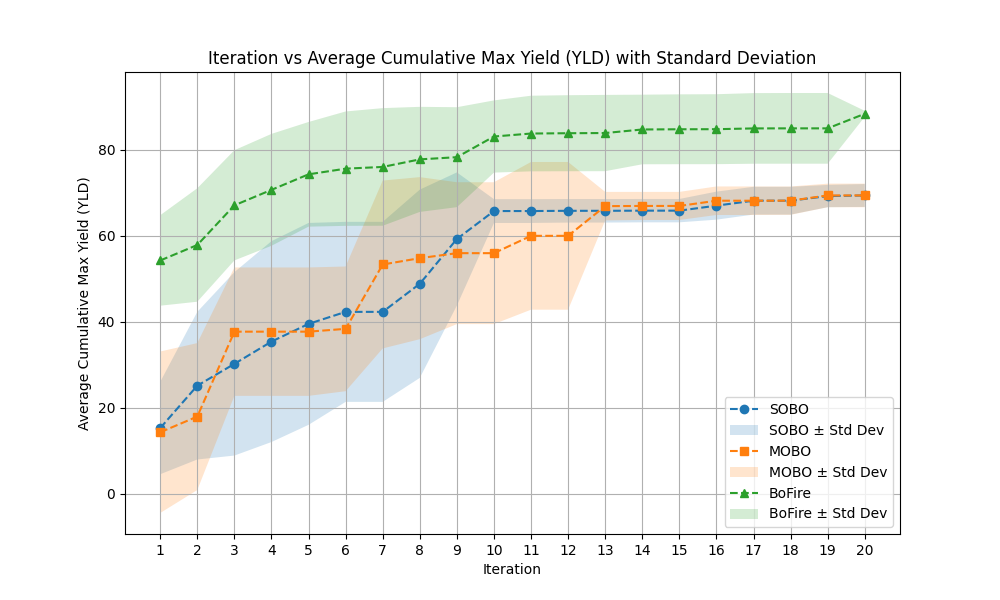 Iteration vs Average Cumulative Max Yield (YLD) with Standard Deviation
Average Cumulative Max Yield (YLD)
80
60
40
20
0
SOBO
SOBO ± Std Dev
MOBO
MOBO ± Std Dev
BoFire
BoFire ± Std Dev
1 2 3 4 5 6 7 8 9 10 11 12 13 14 15 16 17 18 19 20
Iteration